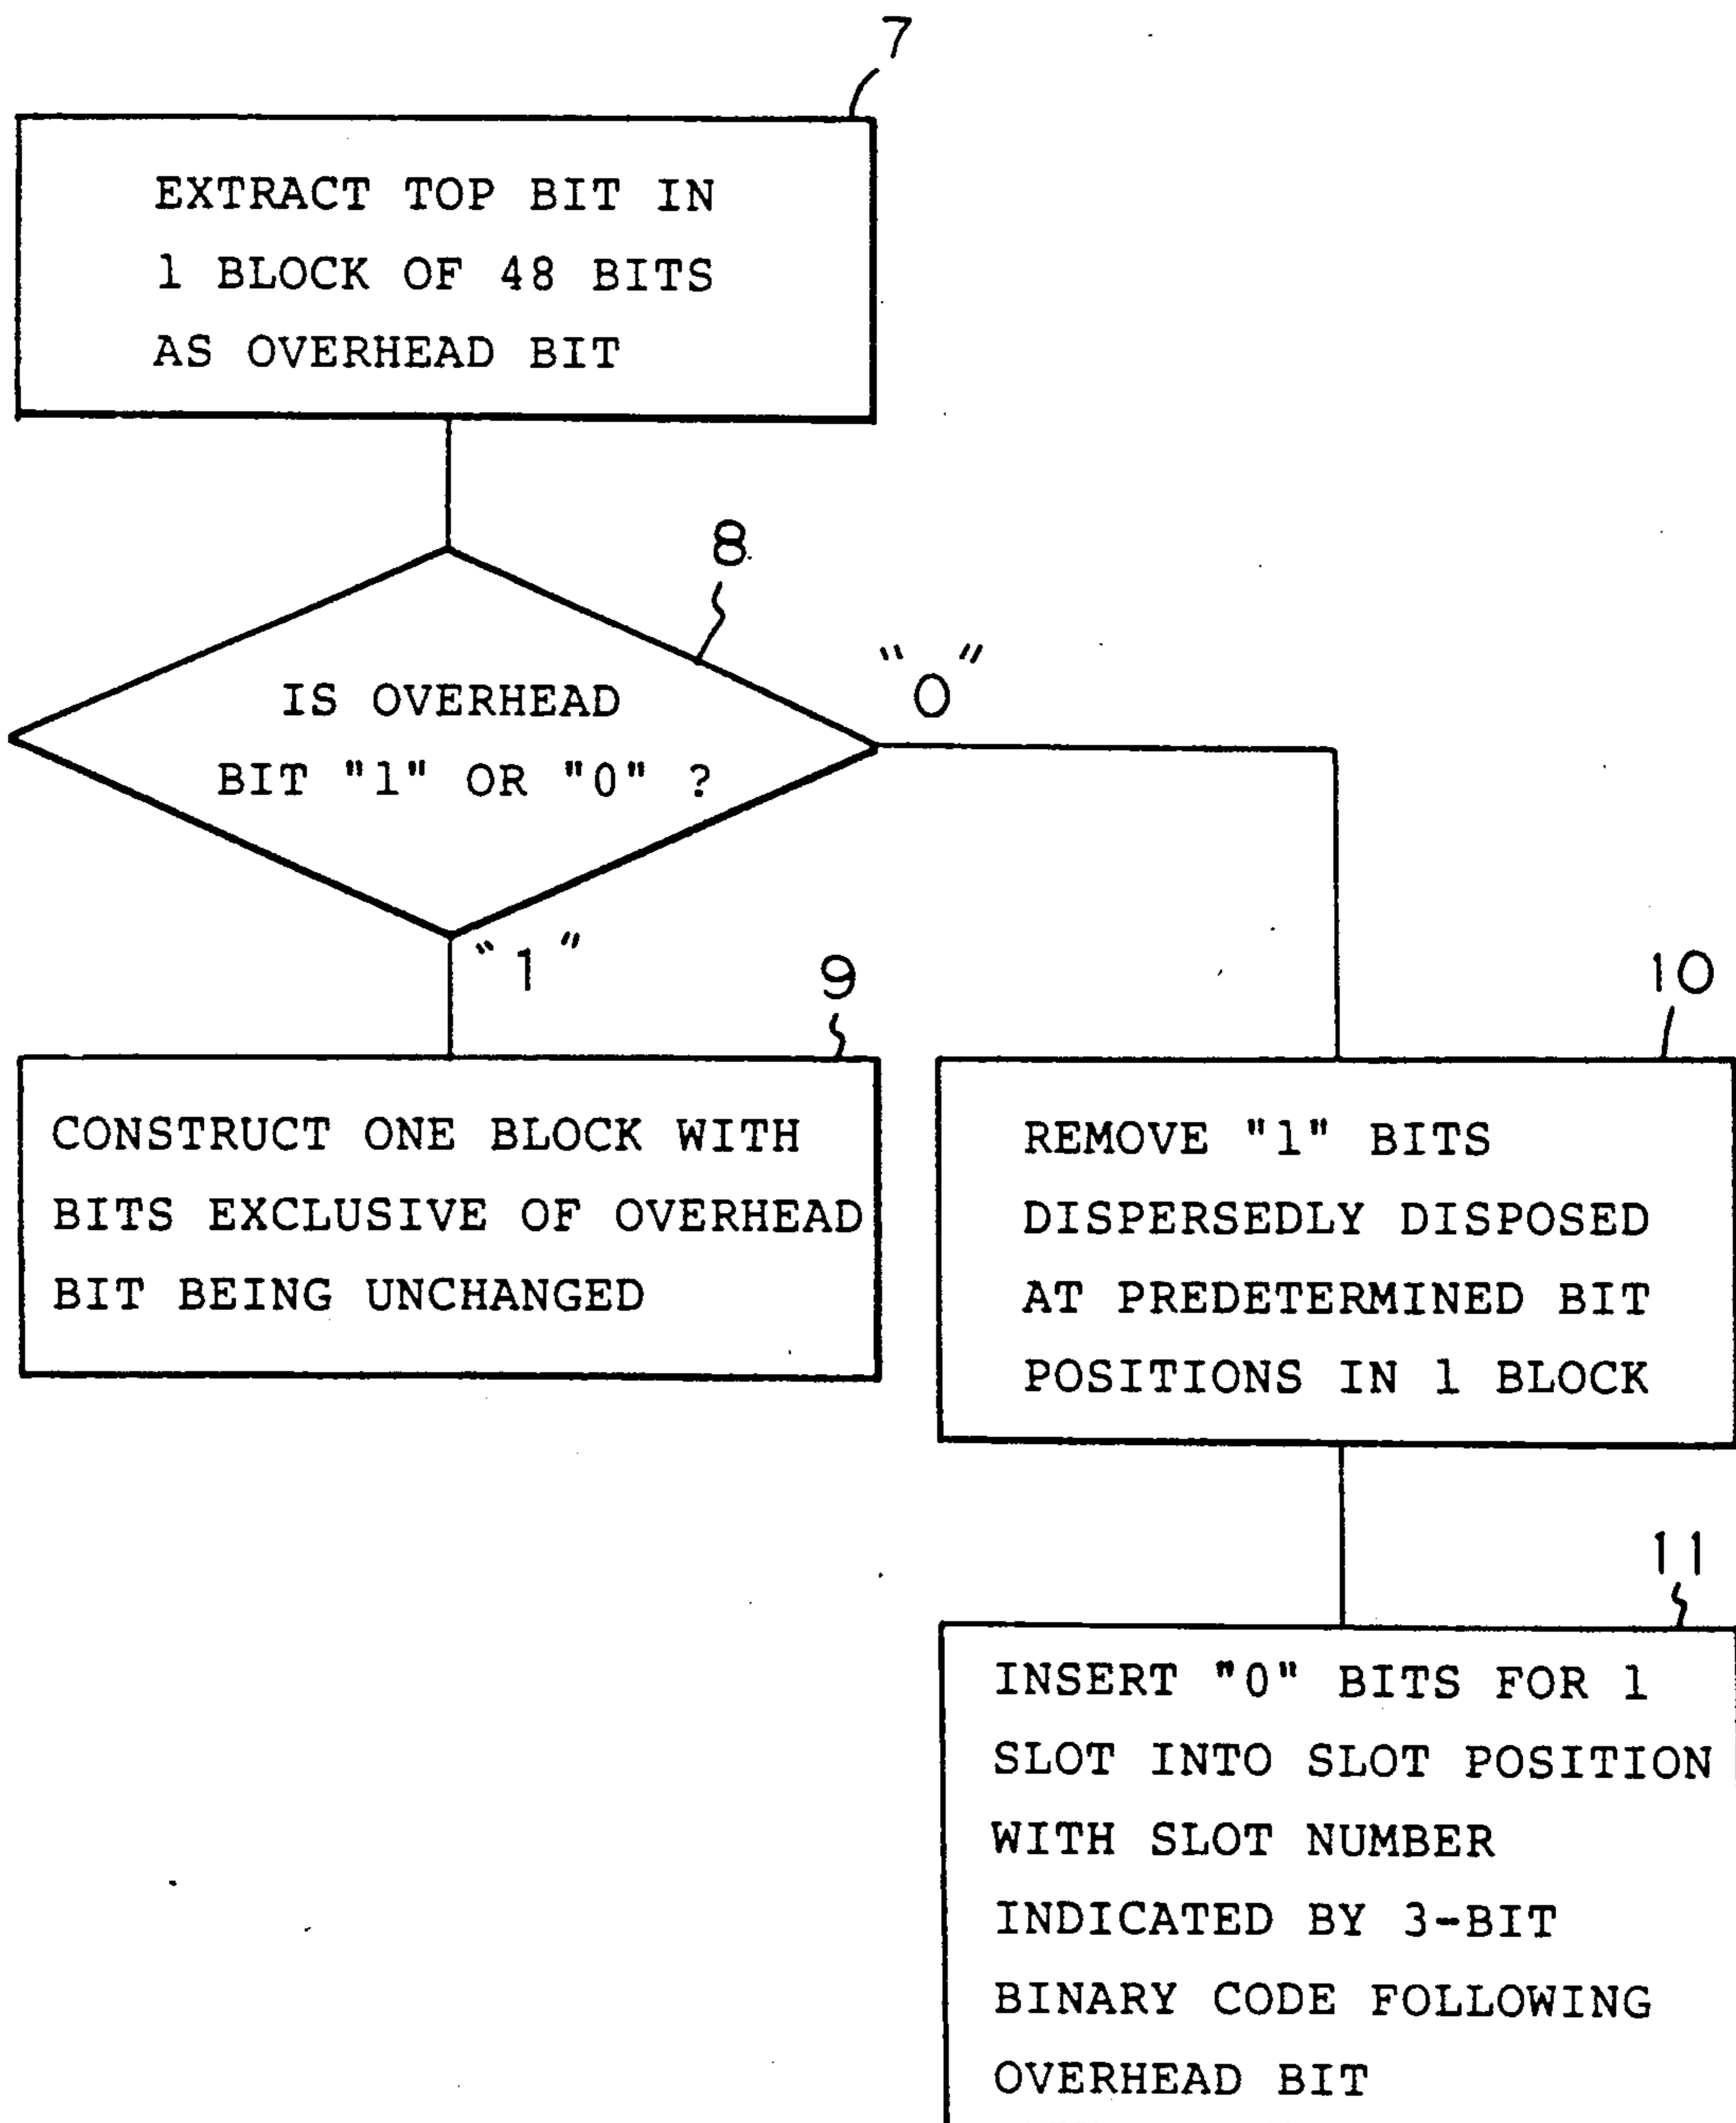 7
EXTRACT TOP BIT IN
1 BLOCK OF 48 BITS
AS OVERHEAD BIT
8
IS OVERHEAD
BIT "1" OR "0" ?
"0"
"1"
9
CONSTRUCT ONE BLOCK WITH
BITS EXCLUSIVE OF OVERHEAD
BIT BEING UNCHANGED
10
REMOVE "1" BITS
DISPERSEDLY DISPOSED
AT PREDETERMINED BIT
POSITIONS IN 1 BLOCK
11
INSERT "0" BITS FOR 1
SLOT INTO SLOT POSITION
WITH SLOT NUMBER
INDICATED BY 3-BIT
BINARY CODE FOLLOWING
OVERHEAD BIT